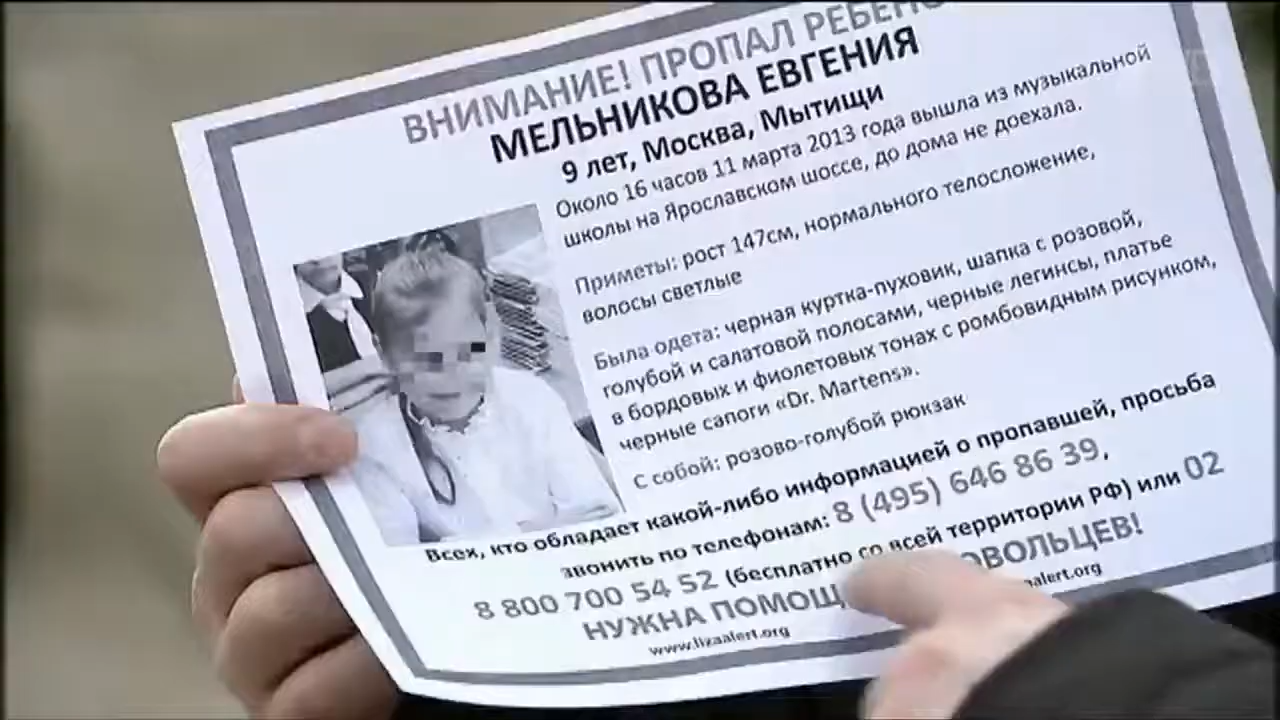 ВНИМАНИЕ! ПРОПАЛ
МЕЛЬНИКОВА ЕВГЕНИЯ
9 лет, Москва, Мытищи
Около 16 часов 11 марта 2013 года вышла из музыкальной
школы на Ярославском шоссе, до дома не доехала.
Приметы: рост 147см, нормального телосложение,
волосы светлые
Была одета: черная куртка-пуховик, шапка с розовой,
голубой и салатовой полосами, черные легинсы, платье
в бордовых и фиолетовых тонах с ромбовидным рисунком,
черные сапоги «Dr. Martens».
С собой: розово-голубой рюкзак
Всех, кто обладает какой-либо информацией о пропавшей, просьба
звонить по телефонам: 8 (495) 646 86 39,
8 800 700 54 52 (бесплатно со всей территории РФ) или 02
НУЖНА
www.lizaalert.org